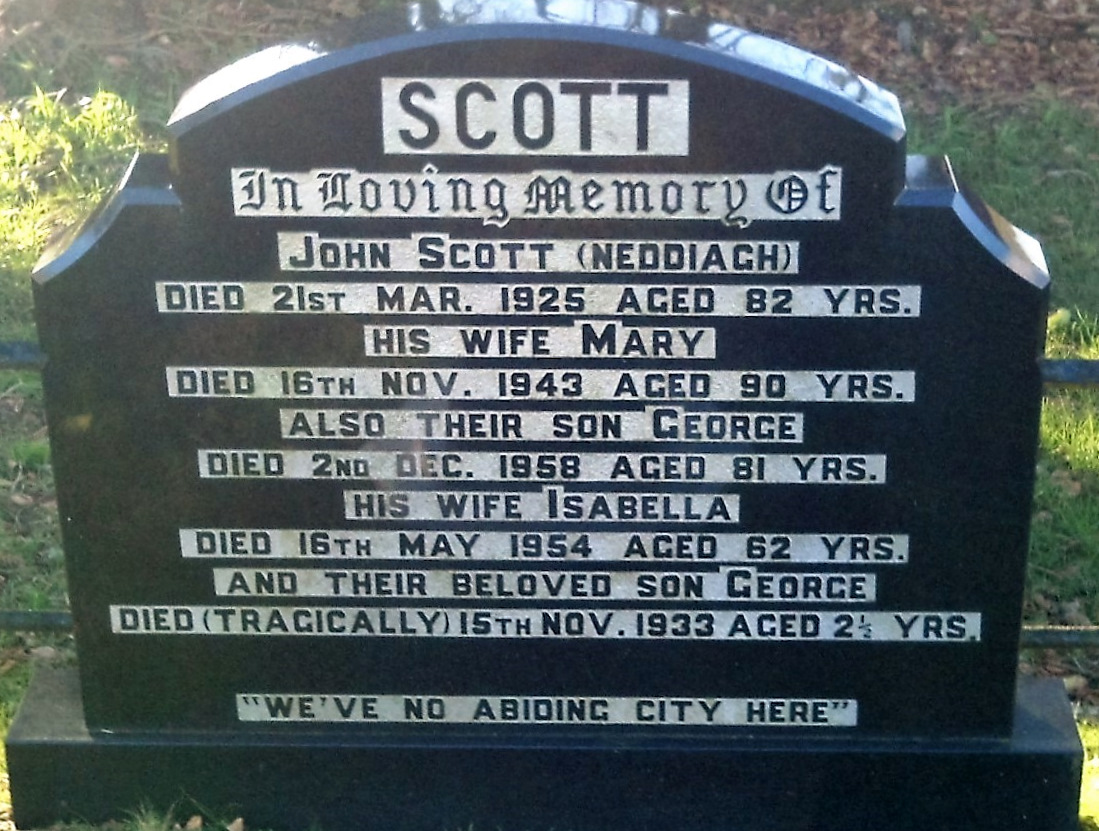 SCOTT
In Loving Memory Of
JOHN SCOTT (NEDDIAGH)
DIED 21ST MAR. 1925 AGED 82 YRS.
HIS WIFE MARY
DIED 16TH NOV. 1943 AGED 90 YRS.
ALSO THEIR SON GEORGE
DIED 2ND DEC. 1958 AGED 81 YRS.
HIS WIFE ISABELLA
DIED 16TH MAY 1954 AGED 62 YRS.
AND THEIR BELOVED SON GEORGE
DIED (TRAGICALLY) 15TH NOV. 1933 AGED 2½ YRS.
"WE'VE NO ABIDING CITY HERE"